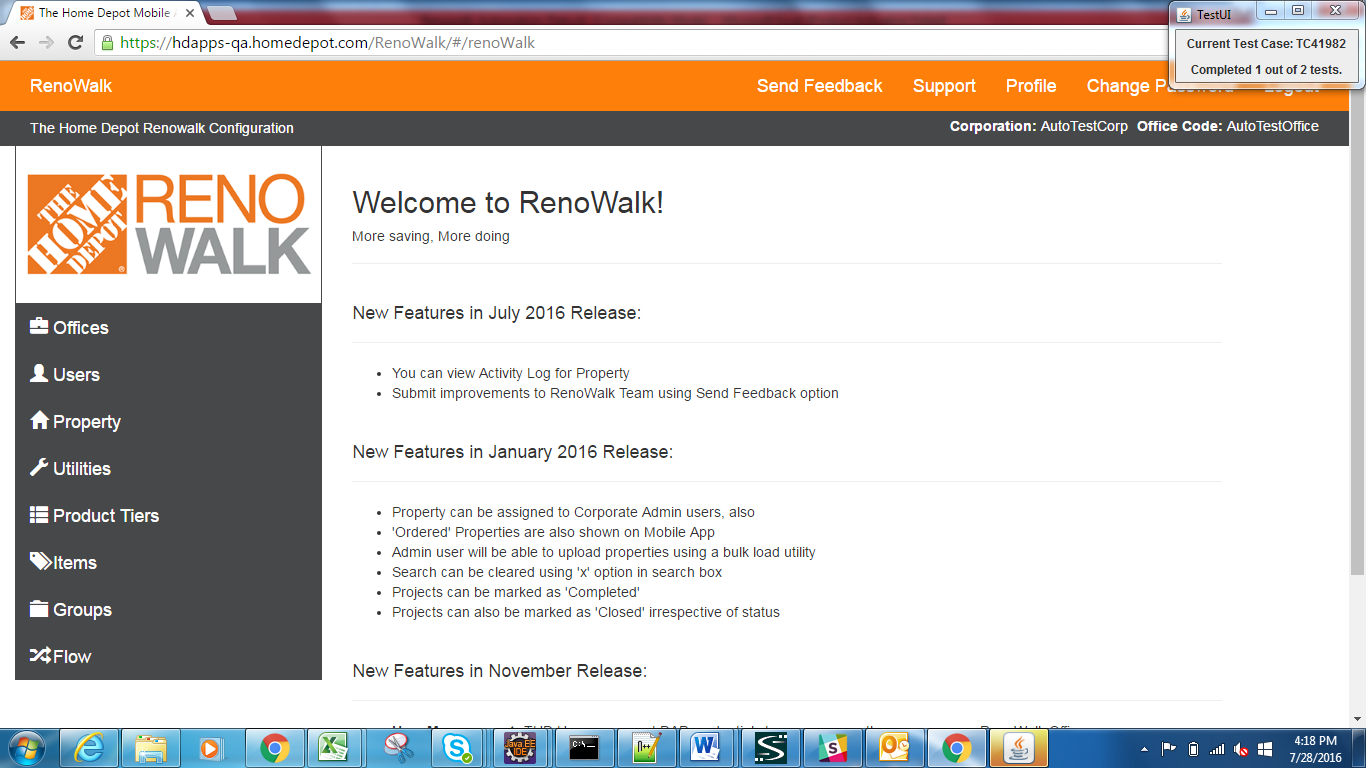 The Home Depot Mobile
TestUI
https://hdapps-qa.homedepot.com/RenoWalk/#/renoWalk
Current Test Case: TC41982
Completed 1 out of 2 tests.
RenoWalk
Send Feedback
Support
Profile
Change Password
Logout
The Home Depot Renowalk Configuration
Corporation: AutoTestCorp Office Code: AutoTestOffice
THE HOME DEPOT
RENO
WALK
Offices
Users
Property
Utilities
Product Tiers
Items
Groups
Flow
Welcome to RenoWalk!
More saving, More doing
New Features in July 2016 Release:
You can view Activity Log for Property
Submit improvements to RenoWalk Team using Send Feedback option
New Features in January 2016 Release:
Property can be assigned to Corporate Admin users, also
'Ordered' Properties are also shown on Mobile App
Admin user will be able to upload properties using a bulk load utility
Search can be cleared using 'x' option in search box
Projects can be marked as 'Completed'
Projects can also be marked as 'Closed' irrespective of status
New Features in November Release:
Java EE
IDE
4:18 PM
7/28/2016